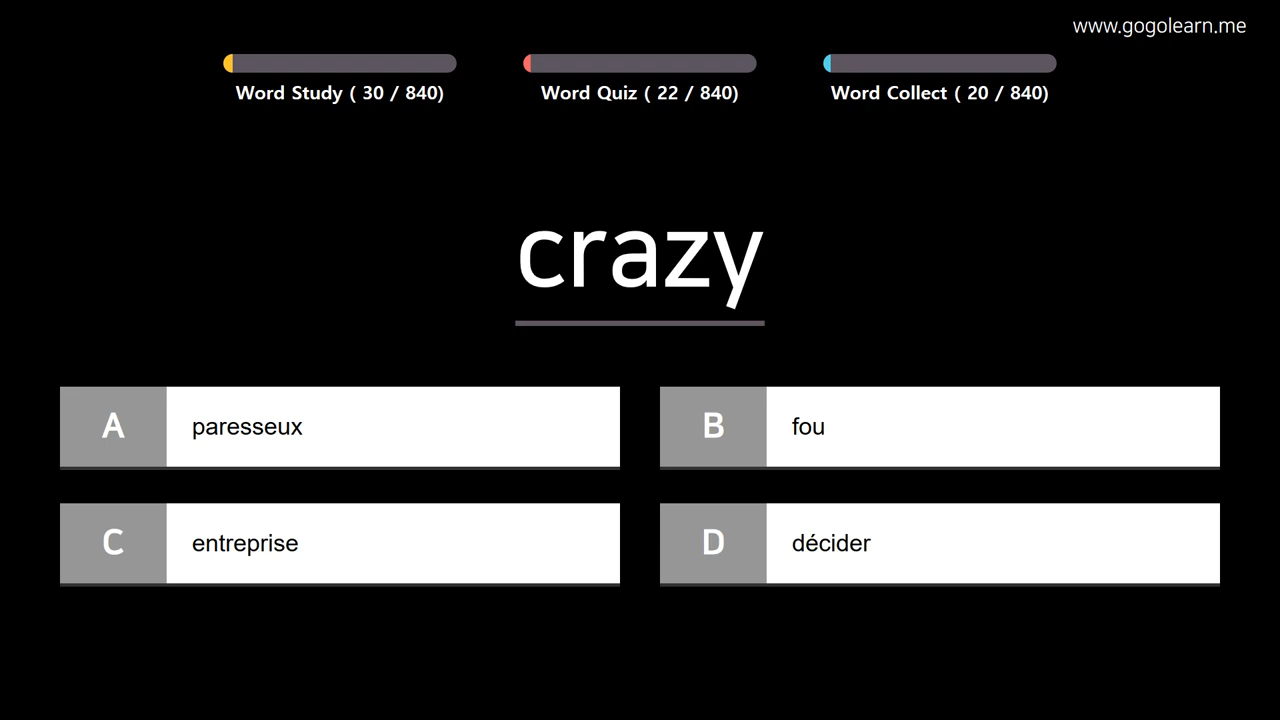 www.gogolearn.me
Word Study ( 30 / 840)
Word Quiz ( 22 / 840)
Word Collect ( 20 / 840)
crazy
A paresseux
B fou
C entreprise
D décider